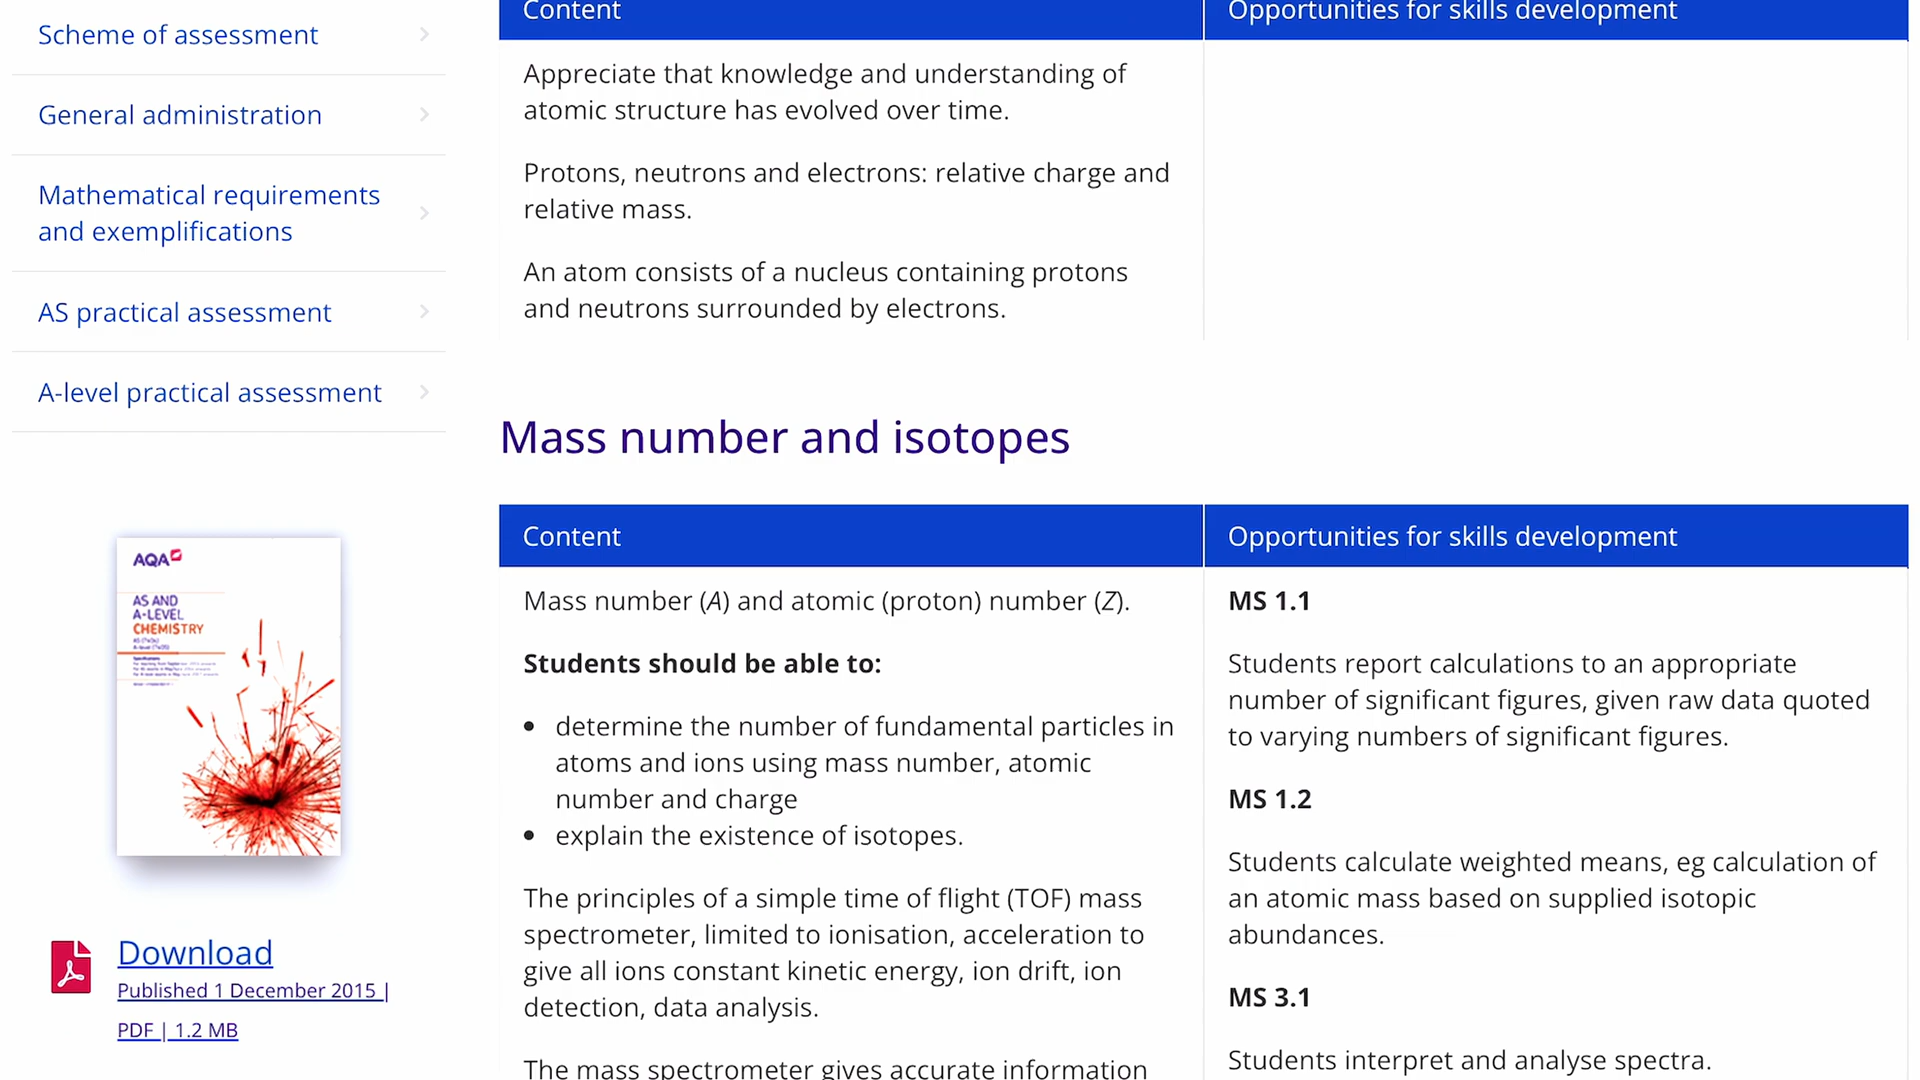 Scheme of assessment
General administration
Mathematical requirements
and exemplifications
AS practical assessment
A-level practical assessment
AQA
AS AND
A-LEVEL
CHEMISTRY
Download
Published 1 December 2015 |
PDF | 1.2 MB
Content
Opportunities for skills development
Appreciate that knowledge and understanding of
atomic structure has evolved over time.
Protons, neutrons and electrons: relative charge and
relative mass.
An atom consists of a nucleus containing protons
and neutrons surrounded by electrons.
Mass number and isotopes
Content
Opportunities for skills development
Mass number (A) and atomic (proton) number (Z).
Students should be able to:
• determine the number of fundamental particles in
atoms and ions using mass number, atomic
number and charge
• explain the existence of isotopes.
The principles of a simple time of flight (TOF) mass
spectrometer, limited to ionisation, acceleration to
give all ions constant kinetic energy, ion drift, ion
detection, data analysis.
The mass spectrometer gives accurate information
MS 1.1
Students report calculations to an appropriate
number of significant figures, given raw data quoted
to varying numbers of significant figures.
MS 1.2
Students calculate weighted means, eg calculation of
an atomic mass based on supplied isotopic
abundances.
MS 3.1
Students interpret and analyse spectra.